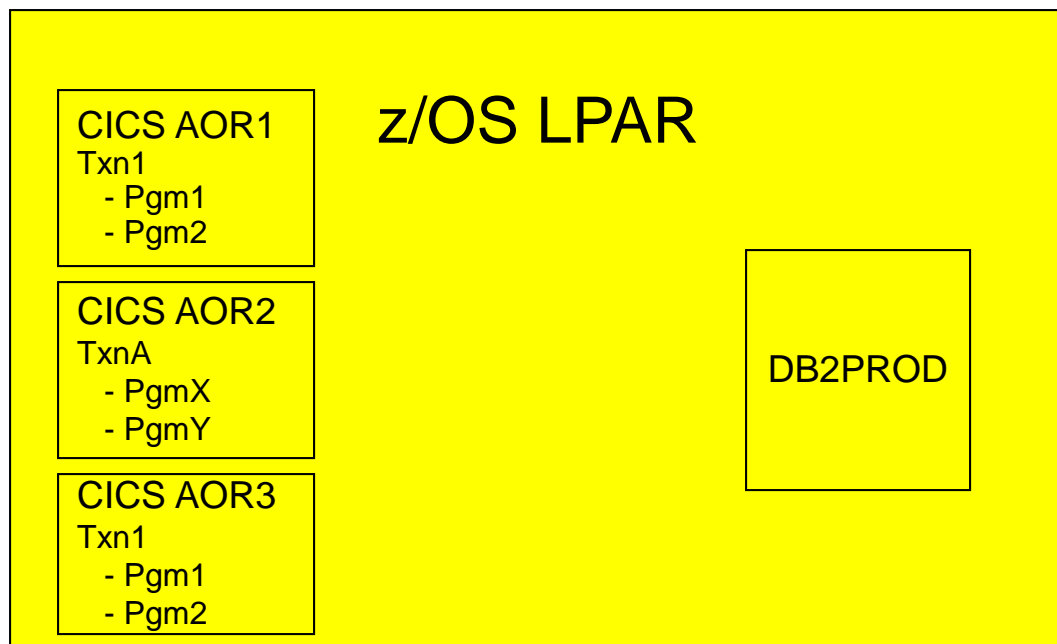 z/OS LPAR
CICS AOR1
Txn1
- Pgm1
- Pgm2
CICS AOR2
TxnA
- PgmX
- PgmY
CICS AOR3
Txn1
- Pgm1
- Pgm2
DB2PROD